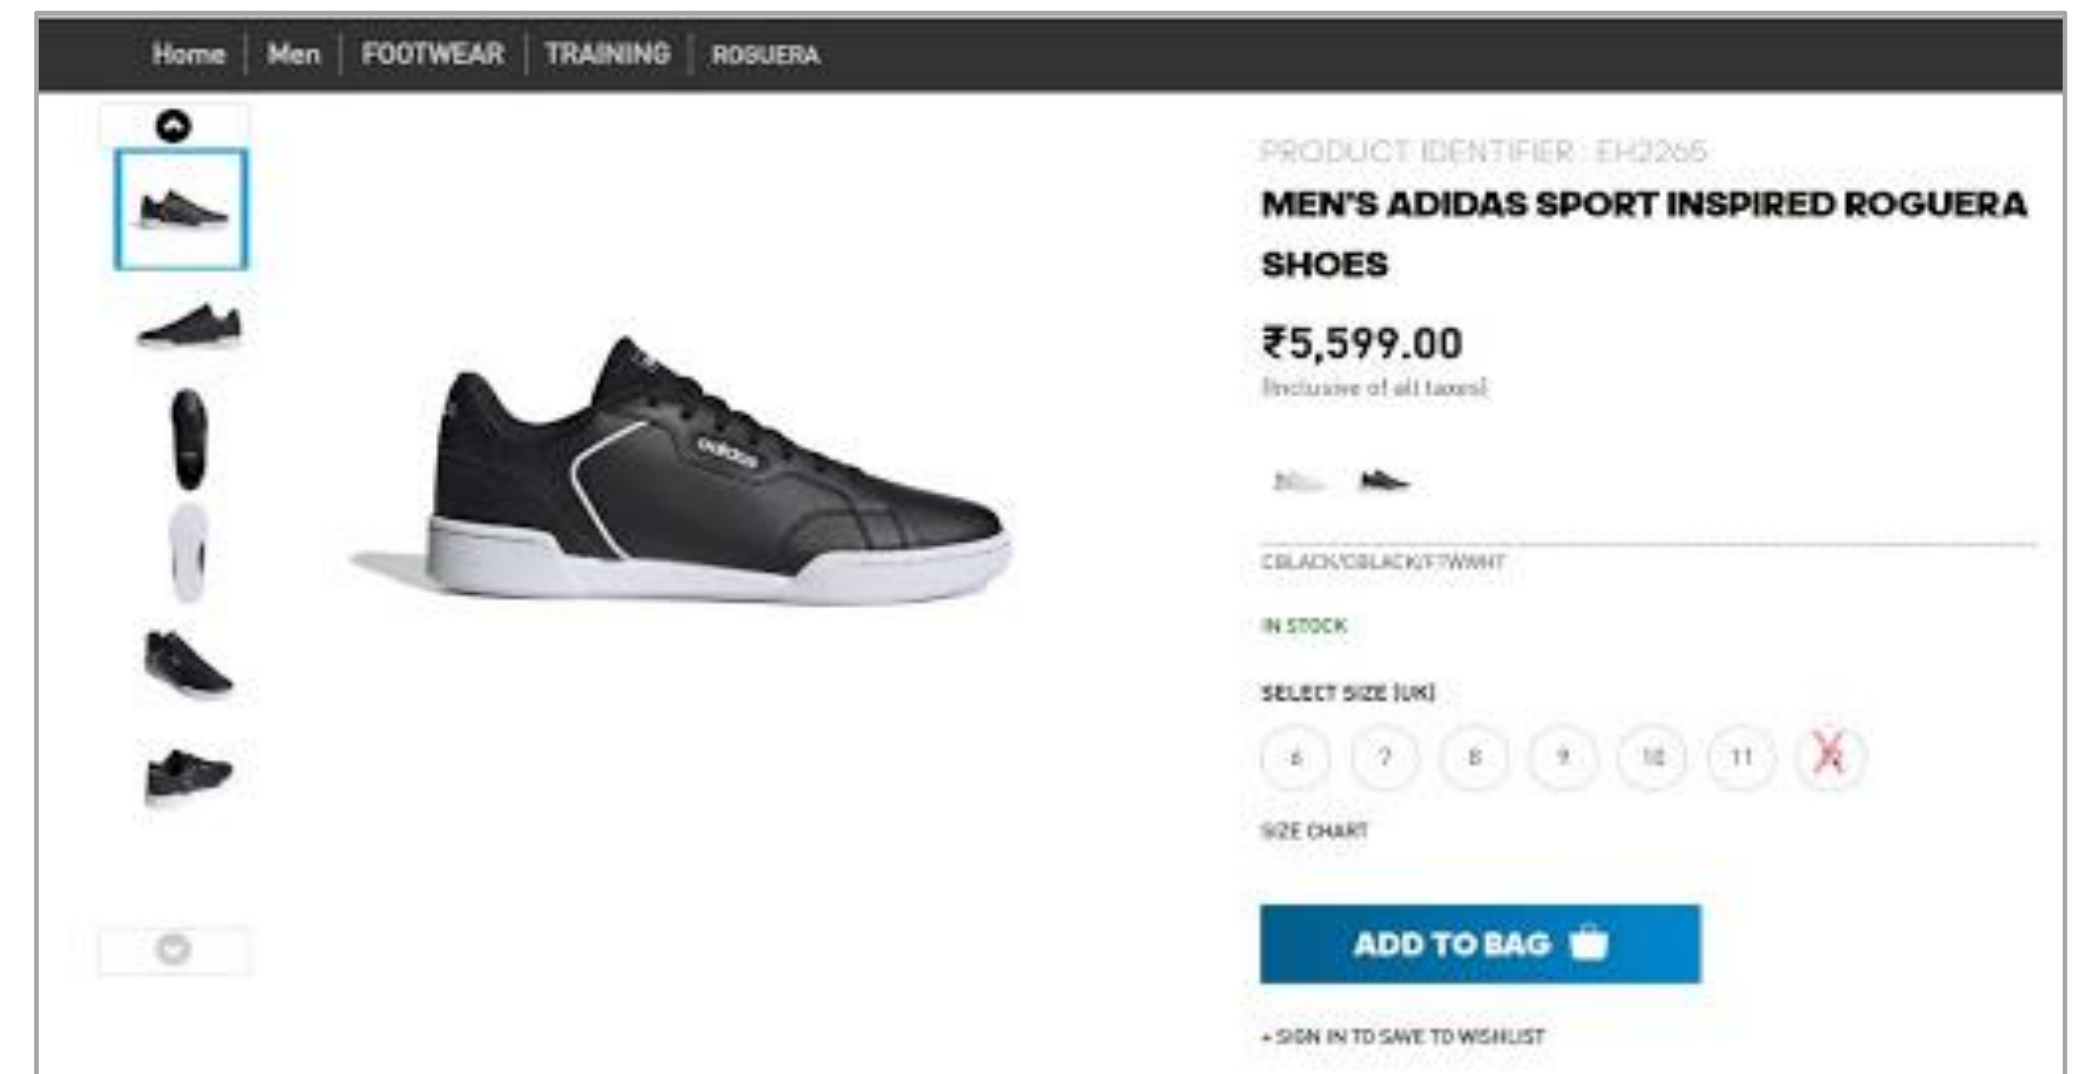 Home Men FOOTWEAR TRAINING ROGUERA
PRODUCT IDENTIFIER : EH2265
MEN'S ADIDAS SPORT INSPIRED ROGUERA
SHOES
₹5,599.00
(Inclusive of all taxes)
adidas
CBLACK/CBLACK/FTWWHT
IN STOCK
SELECT SIZE (UK)
6 7 8 9 10 11
SIZE CHART
ADD TO BAG
+ SIGN IN TO SAVE TO WISHLIST